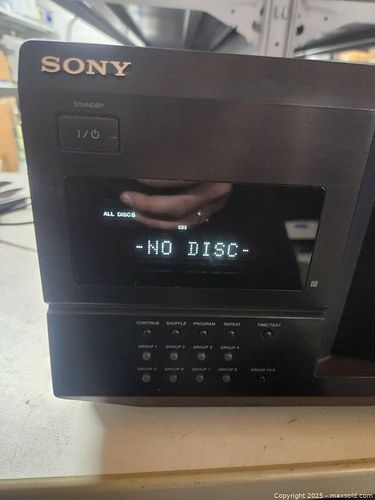 SONY
STANDBY
I / ⏻
ALL DISCS
CD3
-NO DISC-
CONTINUE SHUFFLE PROGRAM REPEAT TIME/TEXT
GROUP 1 GROUP 2 GROUP 3 GROUP 4
GROUP 5 GROUP 6 GROUP 7 GROUP 8 GROUP FILE
Copyright © 2025 - maxsold.com